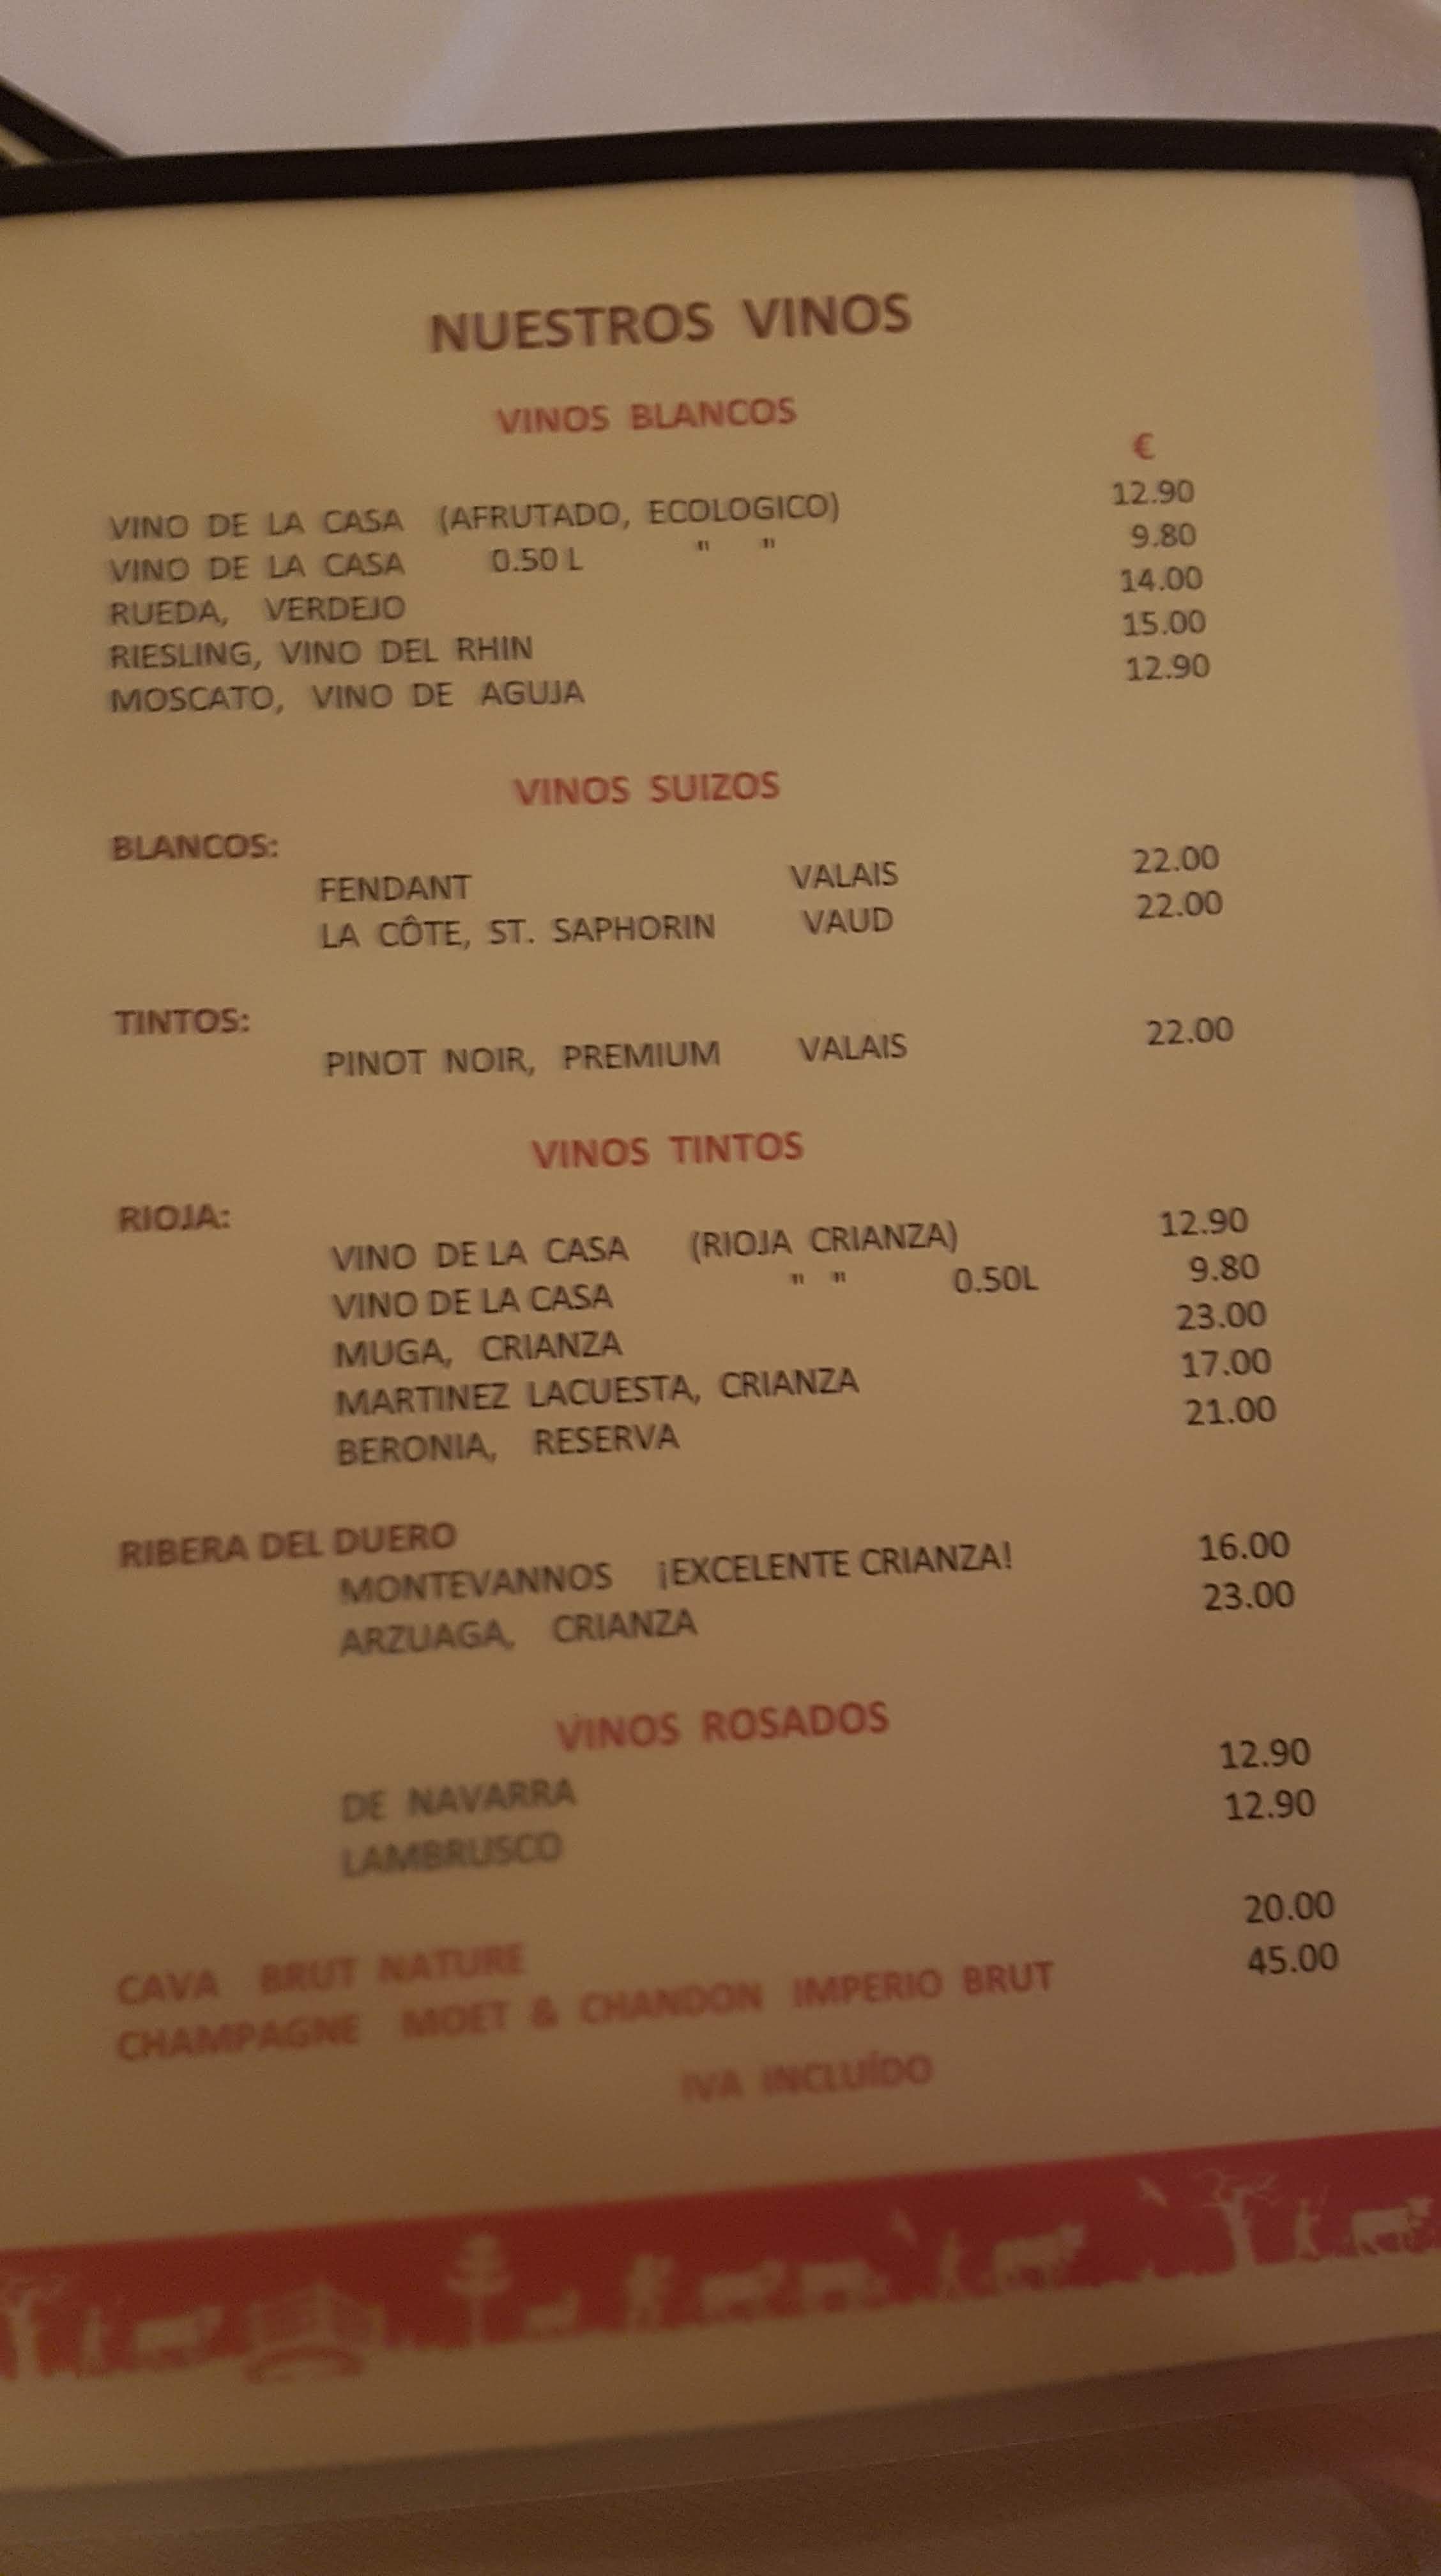 NUESTROS VINOS
VINOS BLANCOS
€
VINO DE LA CASA (AFRUTADO, ECOLOGICO) 12.90
VINO DE LA CASA 0.50 L " " 9.80
RUEDA, VERDEJO 14.00
RIESLING, VINO DEL RHIN 15.00
MOSCATO, VINO DE AGUJA 12.90
VINOS SUIZOS
BLANCOS:
FENDANT VALAIS 22.00
LA CÔTE, ST. SAPHORIN VAUD 22.00
TINTOS:
PINOT NOIR, PREMIUM VALAIS 22.00
VINOS TINTOS
RIOJA:
VINO DE LA CASA (RIOJA CRIANZA) 12.90
VINO DE LA CASA " " 0.50L 9.80
MUGA, CRIANZA 23.00
MARTINEZ LACUESTA, CRIANZA 17.00
BERONIA, RESERVA 21.00
RIBERA DEL DUERO
MONTEVANNOS ¡EXCELENTE CRIANZA! 16.00
ARZUAGA, CRIANZA 23.00
VINOS ROSADOS
DE NAVARRA 12.90
LAMBRUSCO 12.90
CAVA BRUT NATURE 20.00
CHAMPAGNE MOET & CHANDON IMPERIO BRUT 45.00
IVA INCLUÍDO